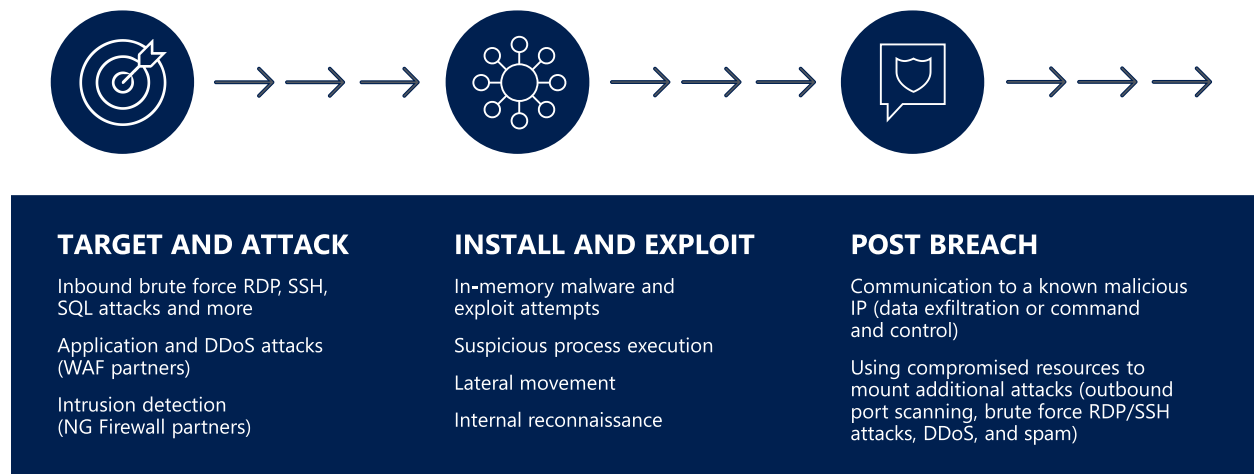 TARGET AND ATTACK
Inbound brute force RDP, SSH,
SQL attacks and more
Application and DDoS attacks
(WAF partners)
Intrusion detection
(NG Firewall partners)
INSTALL AND EXPLOIT
In-memory malware and
exploit attempts
Suspicious process execution
Lateral movement
Internal reconnaissance
POST BREACH
Communication to a known malicious
IP (data exfiltration or command
and control)
Using compromised resources to
mount additional attacks (outbound
port scanning, brute force RDP/SSH
attacks, DDoS, and spam)